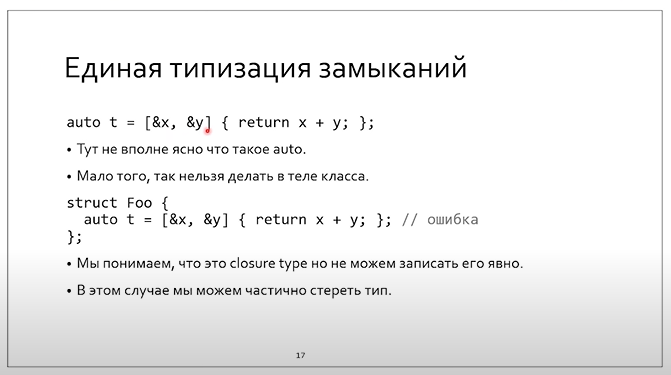 Единая типизация замыканий
auto t = [&x, &y] { return x + y; };
• Тут не вполне ясно что такое auto.
• Мало того, так нельзя делать в теле класса.
struct Foo {
  auto t = [&x, &y] { return x + y; }; // ошибка
};
• Мы понимаем, что это closure type но не можем записать его явно.
• В этом случае мы можем частично стереть тип.
17